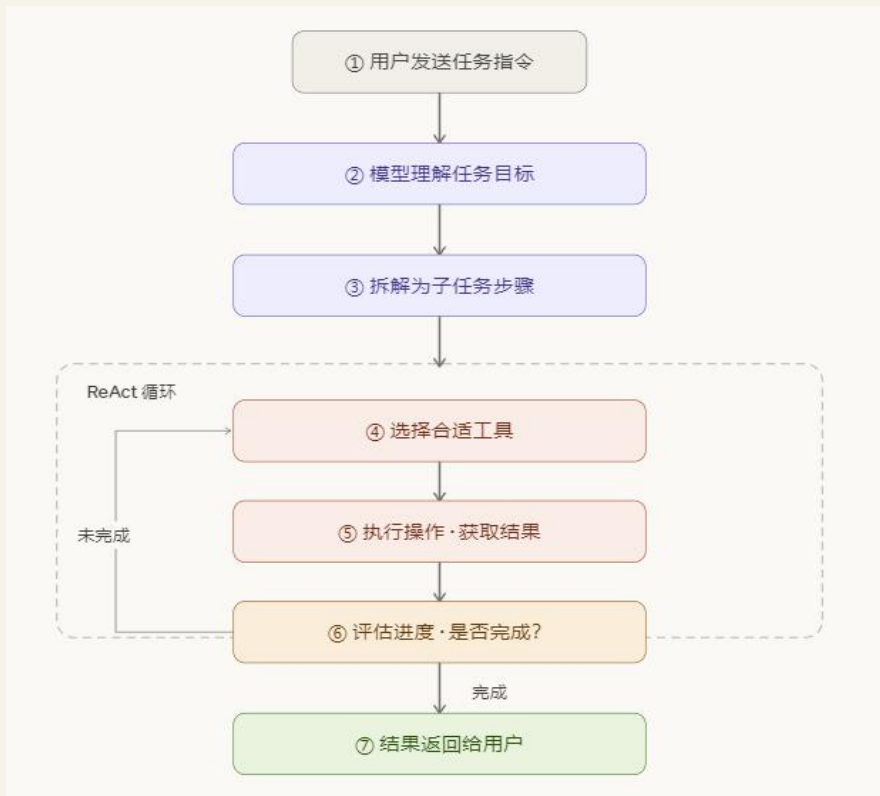 ① 用户发送任务指令
② 模型理解任务目标
③ 拆解为子任务步骤
ReAct 循环
④ 选择合适工具
⑤ 执行操作·获取结果
未完成
⑥ 评估进度·是否完成?
完成
⑦ 结果返回给用户